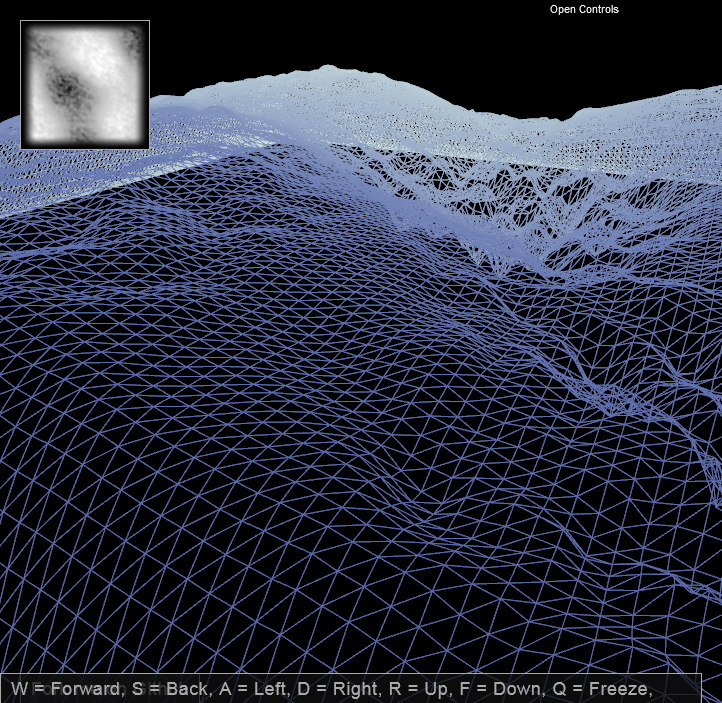 Open Controls
W = Forward, S = Back, A = Left, D = Right, R = Up, F = Down, Q = Freeze,